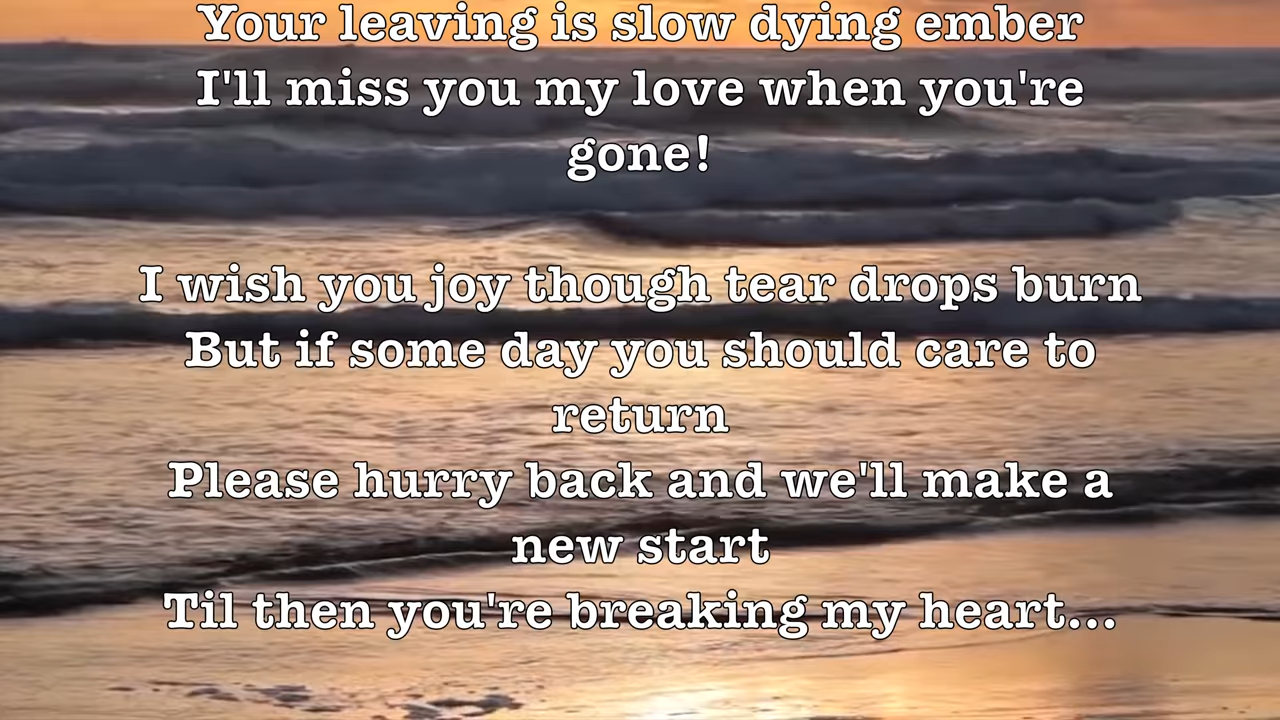 Your leaving is slow dying ember
I'll miss you my love when you're
gone!
I wish you joy though tear drops burn
But if some day you should care to
return
Please hurry back and we'll make a
new start
Til then you're breaking my heart...